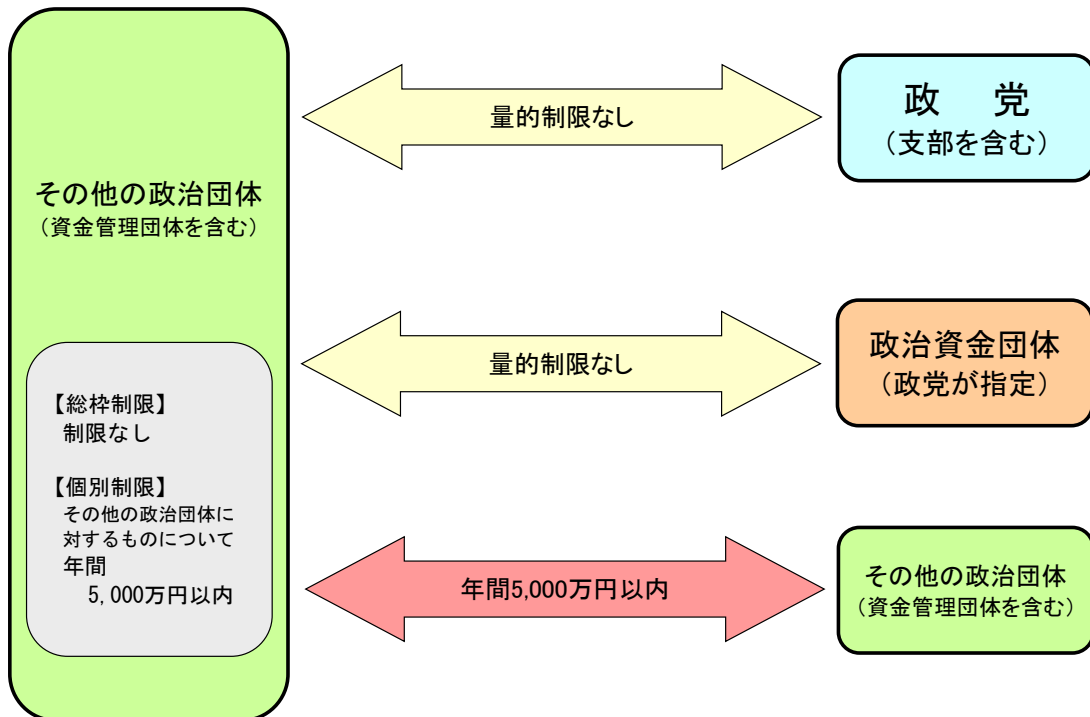 その他の政治団体
（資金管理団体を含む）
【総枠制限】
制限なし
【個別制限】
その他の政治団体に
対するものについて
年間
5,000万円以内
量的制限なし
政　党
（支部を含む）
量的制限なし
政治資金団体
（政党が指定）
年間5,000万円以内
その他の政治団体
（資金管理団体を含む）